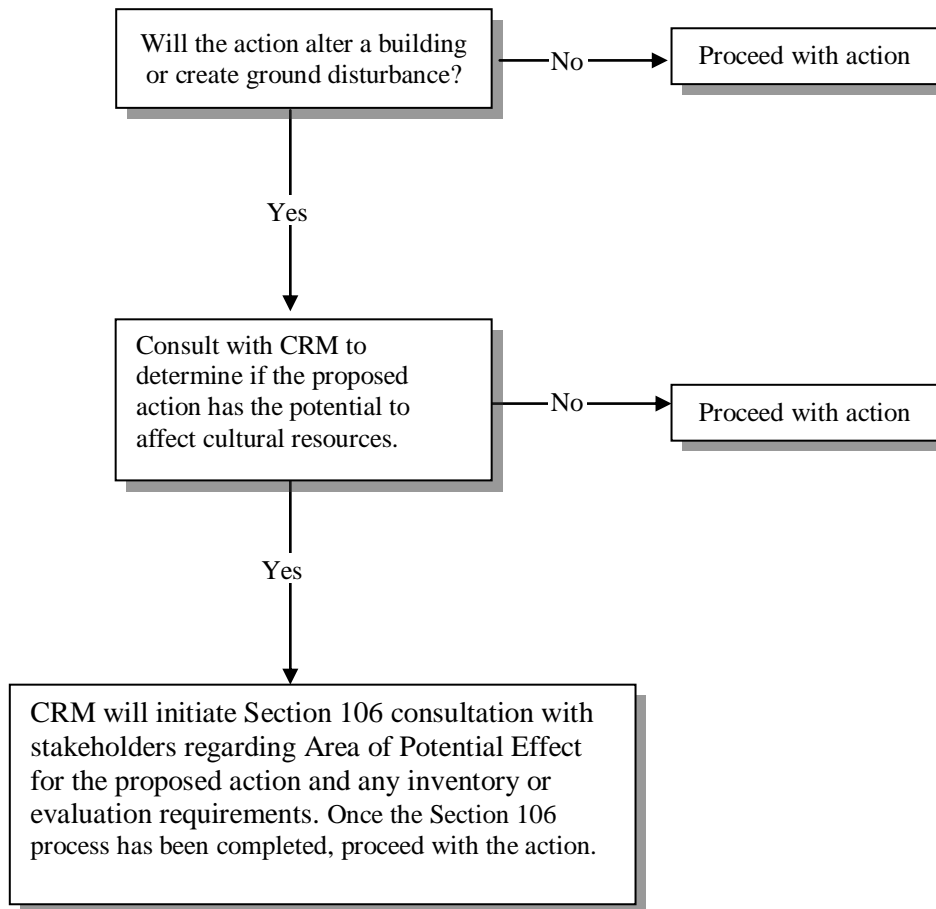 Will the action alter a building
or create ground disturbance?
No
Proceed with action
Yes
Consult with CRM to
determine if the proposed
action has the potential to
affect cultural resources.
No
Proceed with action
Yes
CRM will initiate Section 106 consultation with
stakeholders regarding Area of Potential Effect
for the proposed action and any inventory or
evaluation requirements. Once the Section 106
process has been completed, proceed with the action.